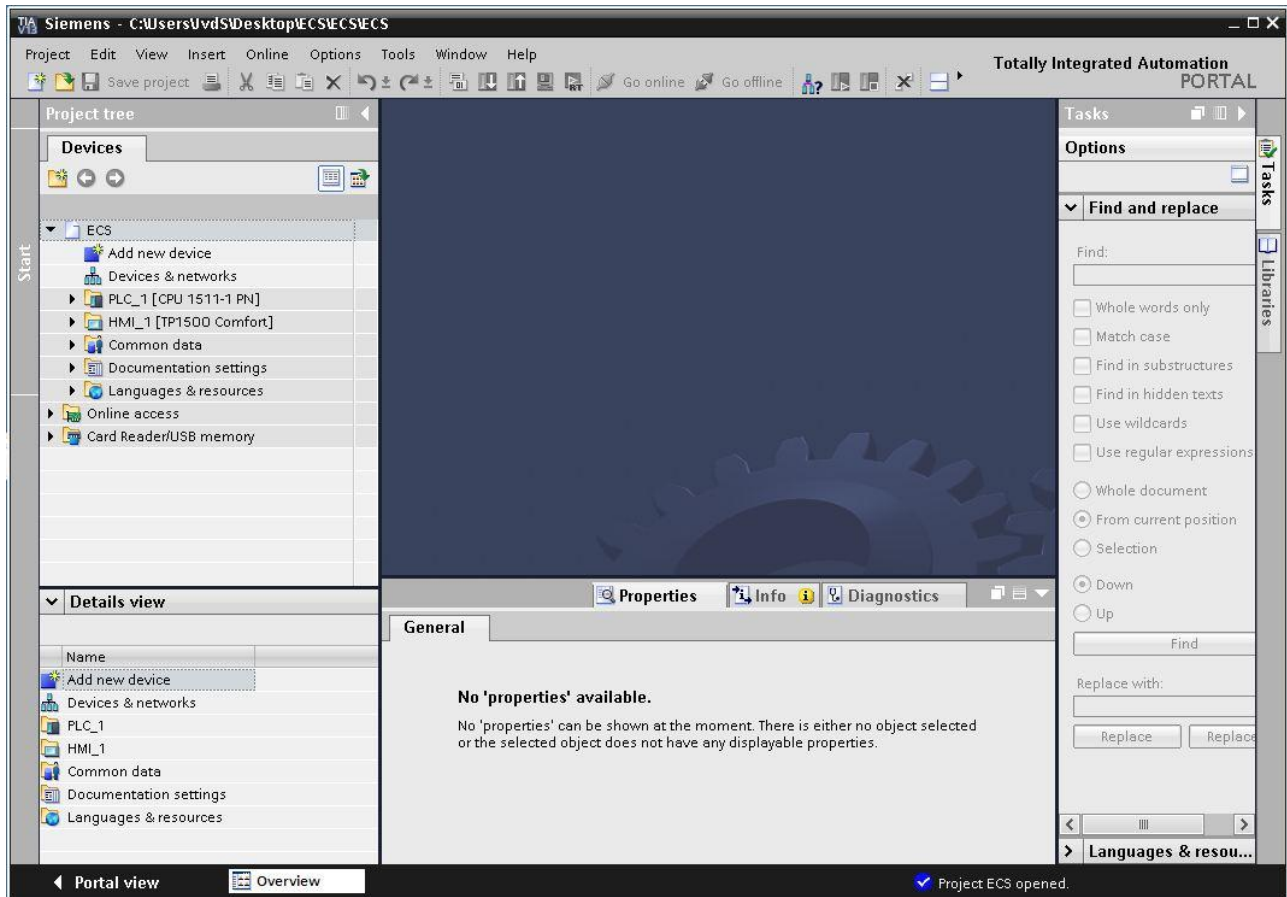 TIA V13 Siemens - C:\Users\JvdS\Desktop\ECS\ECS\ECS
Project Edit View Insert Online Options Tools Window Help
Totally Integrated Automation
PORTAL
Save project Go online Go offline
Project tree
Devices
Start
ECS
Add new device
Devices & networks
PLC_1 [CPU 1511-1 PN]
HMI_1 [TP1500 Comfort]
Common data
Documentation settings
Languages & resources
Online access
Card Reader/USB memory
Details view
Name
Add new device
Devices & networks
PLC_1
HMI_1
Common data
Documentation settings
Languages & resources
Properties Info Diagnostics
General
No 'properties' available.
No 'properties' can be shown at the moment. There is either no object selected
or the selected object does not have any displayable properties.
Tasks
Options
Find and replace
Find:
Whole words only
Match case
Find in substructures
Find in hidden texts
Use wildcards
Use regular expressions
Whole document
From current position
Selection
Down
Up
Find
Replace with:
Replace Replace
Languages & resou...
Tasks
Libraries
Portal view Overview Project ECS opened.